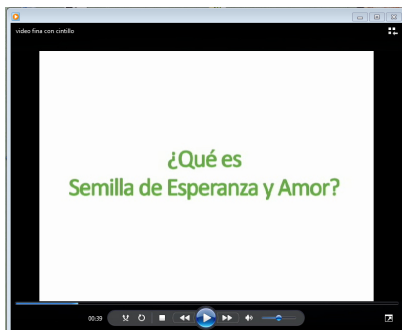 video fina con cintillo
¿Qué es
Semilla de Esperanza y Amor?
00:39